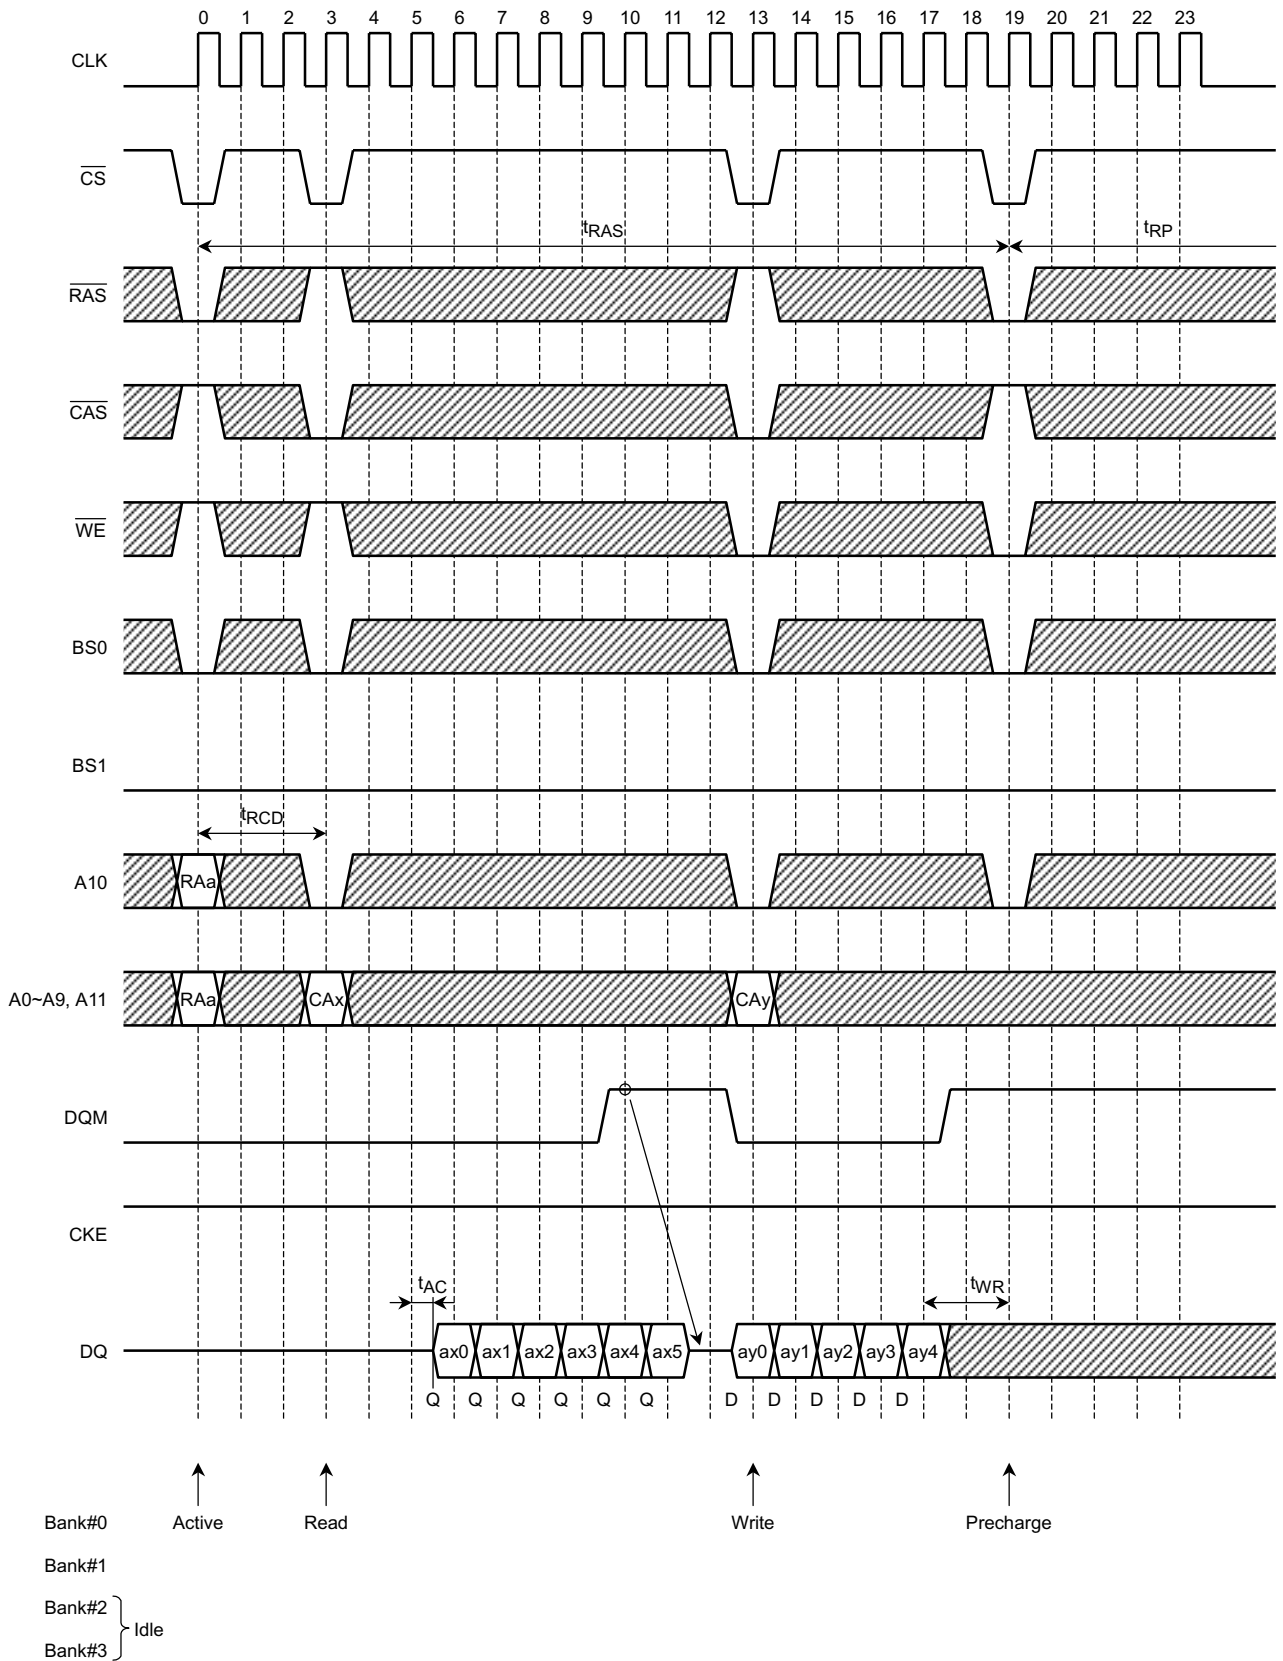 0 1 2 3 4 5 6 7 8 9 10 11 12 13 14 15 16 17 18 19 20 21 22 23
CLK
CS
tRAS
tRP
RAS
CAS
WE
BS0
BS1
tRCD
A10
RAa
A0~A9, A11
RAa
CAx
CAy
DQM
CKE
tAC
tWR
DQ
ax0 ax1 ax2 ax3 ax4 ax5 ay0 ay1 ay2 ay3 ay4
Q Q Q Q Q Q D D D D D
Bank#0 Active Read Write Precharge
Bank#1
Bank#2
Idle
Bank#3